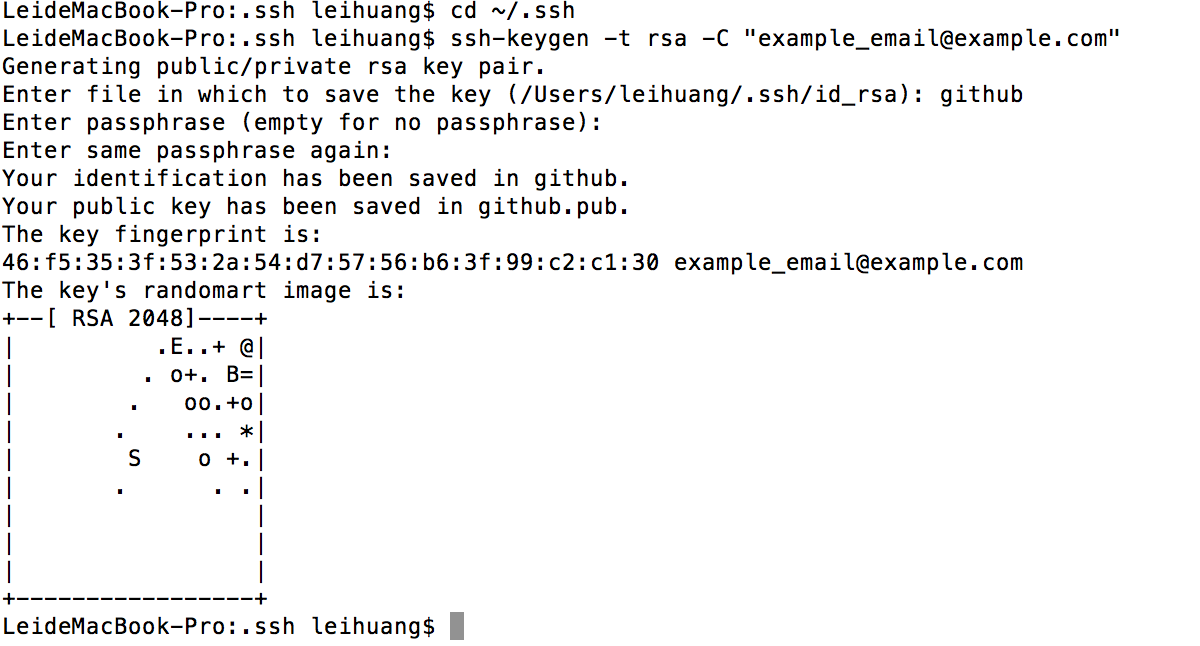 LeideMacBook-Pro:.ssh leihuang$ cd ~/.ssh
LeideMacBook-Pro:.ssh leihuang$ ssh-keygen -t rsa -C "example_email@example.com"
Generating public/private rsa key pair.
Enter file in which to save the key (/Users/leihuang/.ssh/id_rsa): github
Enter passphrase (empty for no passphrase):
Enter same passphrase again:
Your identification has been saved in github.
Your public key has been saved in github.pub.
The key fingerprint is:
46:f5:35:3f:53:2a:54:d7:57:56:b6:3f:99:c2:c1:30 example_email@example.com
The key's randomart image is:
+--[ RSA 2048]----+
|          .E..+ @|
|         . o+. B=|
|        .   oo.+o|
|       .    ... *|
|        S    o +.|
|       .      . .|
|                 |
|                 |
|                 |
+-----------------+
LeideMacBook-Pro:.ssh leihuang$